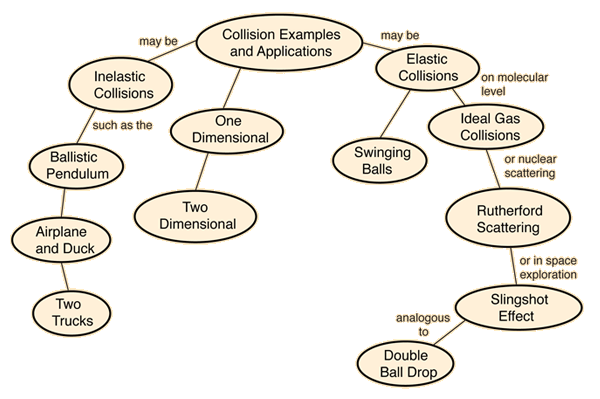 Collision Examples
and Applications
may be
may be
Inelastic
Collisions
Elastic
Collisions
such as the
on molecular
level
One
Dimensional
Ideal Gas
Collisions
Ballistic
Pendulum
Swinging
Balls
or nuclear
scattering
Two
Dimensional
Rutherford
Scattering
Airplane
and Duck
or in space
exploration
Two
Trucks
Slingshot
Effect
analogous
to
Double
Ball Drop